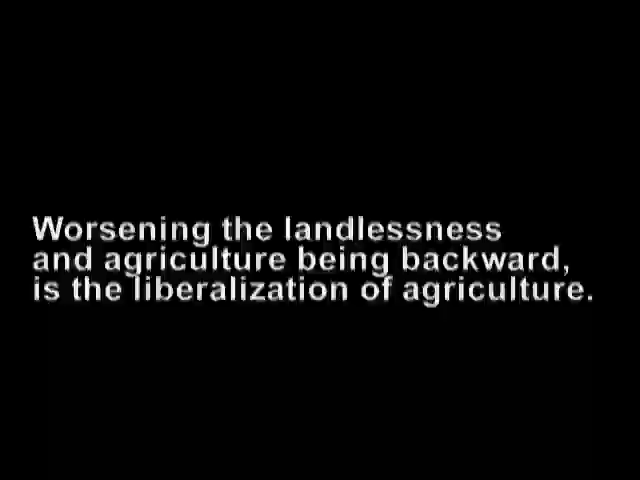 Worsening the landlessness
and agriculture being backward,
is the liberalization of agriculture.